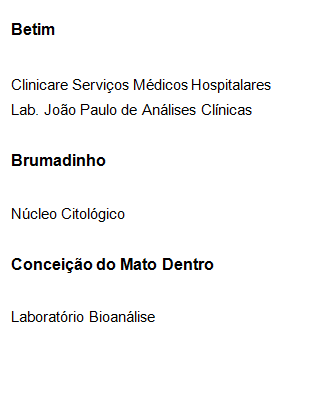 Betim
Clinicare Serviços Médicos Hospitalares
Lab. João Paulo de Análises Clínicas
Brumadinho
Núcleo Citológico
Conceição do Mato Dentro
Laboratório Bioanálise